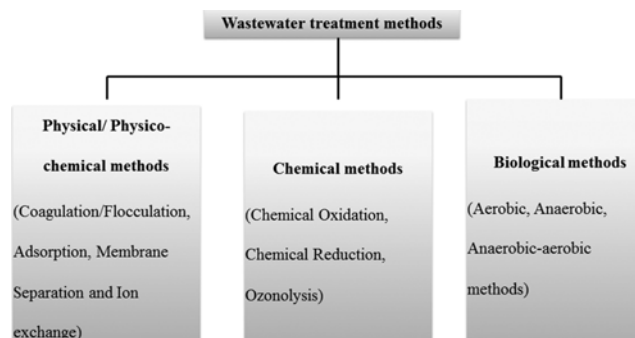 Wastewater treatment methods
Physical/ Physico-
chemical methods
(Coagulation/Flocculation,
Adsorption, Membrane
Separation and Ion
exchange)
Chemical methods
(Chemical Oxidation,
Chemical Reduction,
Ozonolysis)
Biological methods
(Aerobic, Anaerobic,
Anaerobic-aerobic
methods)